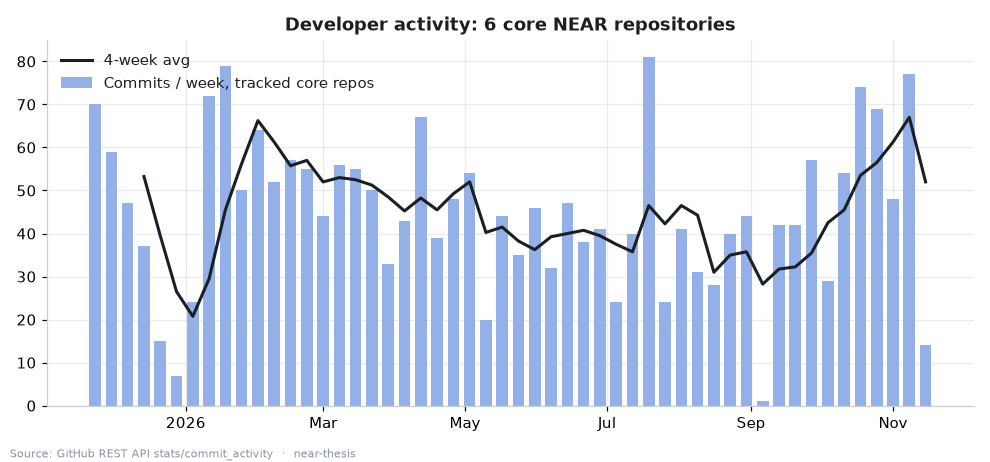 Developer activity: 6 core NEAR repositories
4-week avg
Commits / week, tracked core repos
80
70
60
50
40
30
20
10
0
2026
Mar
May
Jul
Sep
Nov
Source: GitHub REST API stats/commit_activity · near-thesis